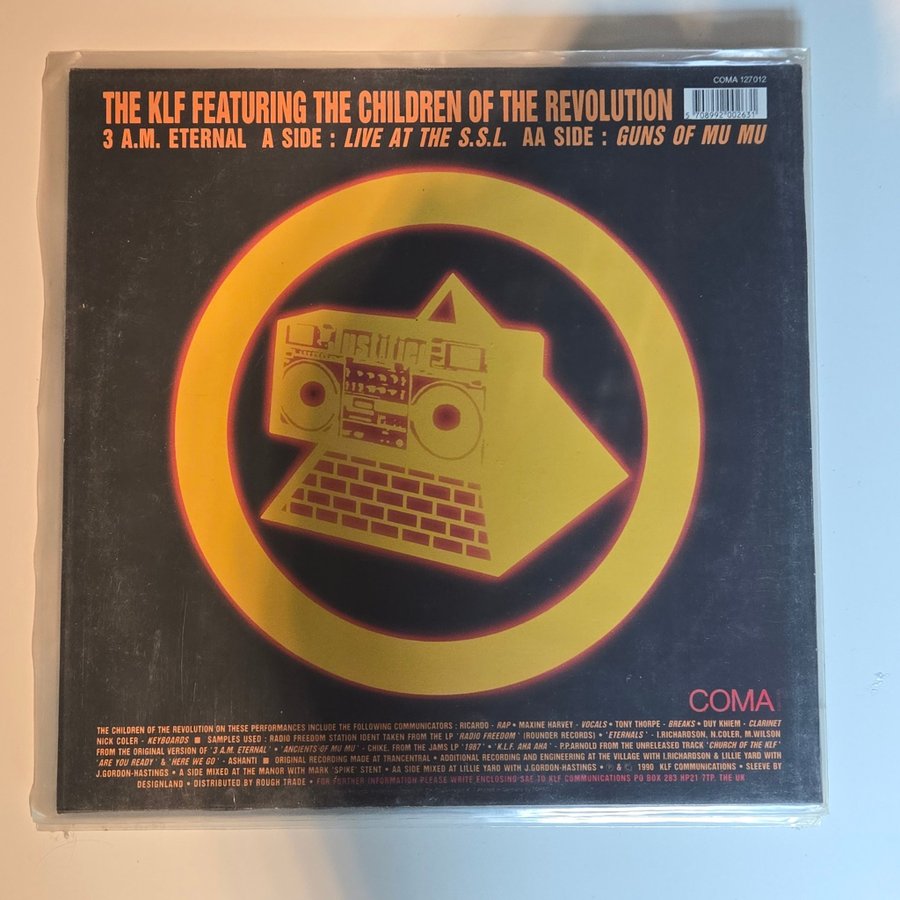 COMA 127012
THE KLF FEATURING THE CHILDREN OF THE REVOLUTION
5 708992 002631
3 A.M. ETERNAL A SIDE : LIVE AT THE S.S.L. AA SIDE : GUNS OF MU MU
Justified
COMA
THE CHILDREN OF THE REVOLUTION ON THESE PERFORMANCES INCLUDE THE FOLLOWING COMMUNICATORS : RICARDO - RAP • MAXINE HARVEY - VOCALS • TONY THORPE - BREAKS • DUY KHIEM - CLARINET
NICK COLER - KEYBOARDS ■ SAMPLES USED : RADIO FREEDOM STATION IDENT TAKEN FROM THE LP 'RADIO FREEDOM' (ROUNDER RECORDS) • 'ETERNALS' - I.RICHARDSON, N.COLER, M.WILSON
FROM THE ORIGINAL VERSION OF '3 A.M. ETERNAL' • 'ANCIENTS OF MU MU' - CHIKE, FROM THE JAMS LP '1987' • 'K.L.F. AHA AHA' - P.P.ARNOLD FROM THE UNRELEASED TRACK 'CHURCH OF THE KLF'
'ARE YOU READY' & 'HERE WE GO' - ASHANTI ■ ORIGINAL RECORDING MADE AT TRANCENTRAL • ADDITIONAL RECORDING AND ENGINEERING AT THE VILLAGE WITH I.RICHARDSON & LILLIE YARD WITH
J.GORDON-HASTINGS • A SIDE MIXED AT THE MANOR WITH MARK 'SPIKE' STENT • AA SIDE MIXED AT LILLIE YARD WITH J.GORDON-HASTINGS • ℗ & © 1990 KLF COMMUNICATIONS • SLEEVE BY
DESIGNLAND • DISTRIBUTED BY ROUGH TRADE • FOR FURTHER INFORMATION PLEASE WRITE ENCLOSING SAE TO KLF COMMUNICATIONS PO BOX 283 HP21 7TP. THE UK